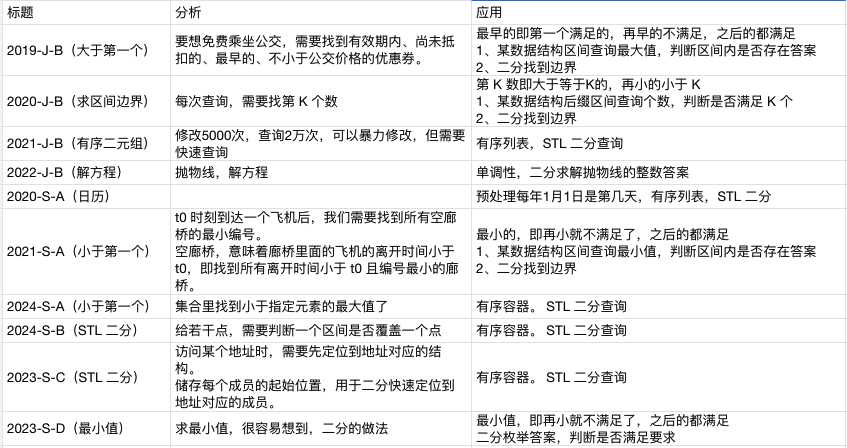 标题 分析 应用
2019-J-B（大于第一个）
要想免费乘坐公交，需要找到有效期内、尚未抵
扣的、最早的、不小于公交价格的优惠券。
最早的即第一个满足的，再早的不满足，之后的都满足
1、某数据结构区间查询最大值，判断区间内是否存在答案
2、二分找到边界
2020-J-B（求区间边界）
每次查询，需要找第 K 个数
第 K 数即大于等于K的，再小的小于 K
1、某数据结构后缀区间查询个数，判断是否满足 K 个
2、二分找到边界
2021-J-B（有序二元组）
修改5000次，查询2万次，可以暴力修改，但需要
快速查询
有序列表，STL 二分查询
2022-J-B（解方程）
抛物线，解方程
单调性，二分求解抛物线的整数答案
2020-S-A（日历）
预处理每年1月1日是第几天，有序列表，STL 二分
2021-S-A（小于第一个）
t0 时刻到达一个飞机后，我们需要找到所有空廊
桥的最小编号。
空廊桥，意味着廊桥里面的飞机的离开时间小于
t0，即找到所有离开时间小于 t0 且编号最小的廊
桥。
最小的，即再小就不满足了，之后的都满足
1、某数据结构区间查询最小值，判断区间内是否存在答案
2、二分找到边界
2024-S-A（小于第一个）
集合里找到小于指定元素的最大值了
有序容器。 STL 二分查询
2024-S-B（STL 二分）
给若干点，需要判断一个区间是否覆盖一个点
有序容器。 STL 二分查询
2023-S-C（STL 二分）
访问某个地址时，需要先定位到地址对应的结
构。
储存每个成员的起始位置，用于二分快速定位到
地址对应的成员。
有序容器。 STL 二分查询
2023-S-D（最小值）
求最小值，很容易想到，二分的做法
最小值，即再小就不满足了，之后的都满足
二分枚举答案，判断是否满足要求